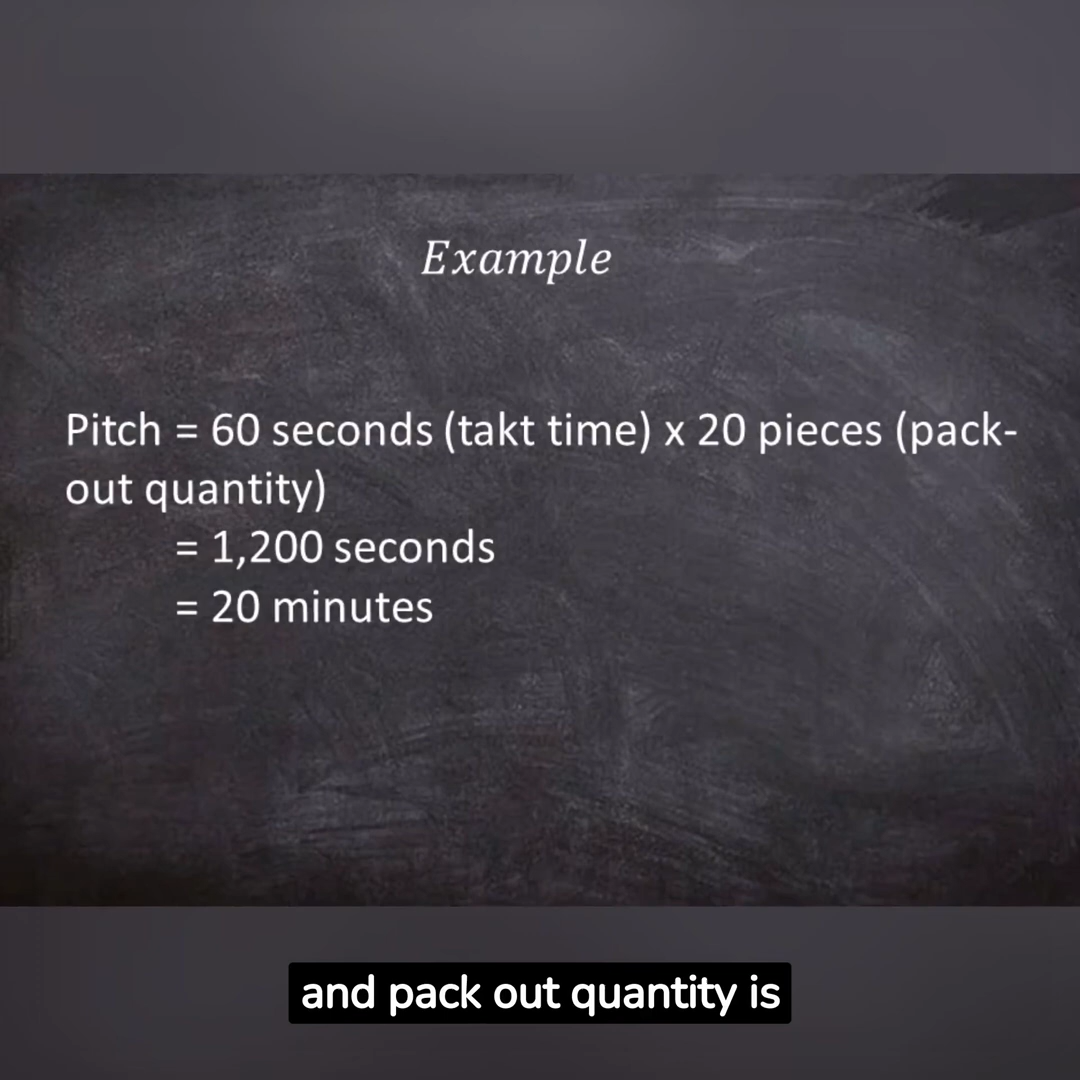 Example
Pitch = 60 seconds (takt time) x 20 pieces (pack-
out quantity)
= 1,200 seconds
= 20 minutes
and pack out quantity is